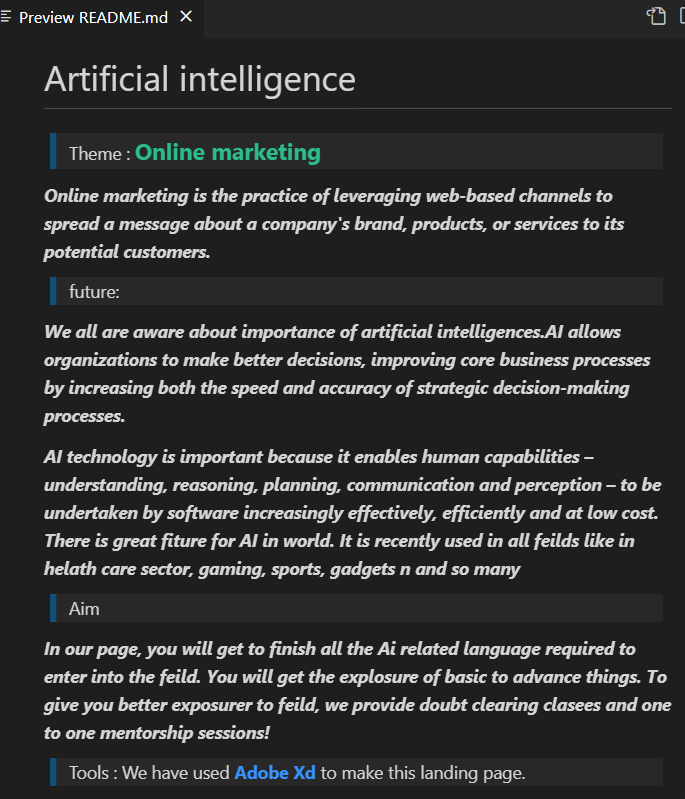 Preview README.md
Artificial intelligence
Theme : Online marketing
Online marketing is the practice of leveraging web-based channels to
spread a message about a company's brand, products, or services to its
potential customers.
future:
We all are aware about importance of artificial intelligences.AI allows
organizations to make better decisions, improving core business processes
by increasing both the speed and accuracy of strategic decision-making
processes.
AI technology is important because it enables human capabilities –
understanding, reasoning, planning, communication and perception – to be
undertaken by software increasingly effectively, efficiently and at low cost.
There is great fiture for AI in world. It is recently used in all feilds like in
helath care sector, gaming, sports, gadgets n and so many
Aim
In our page, you will get to finish all the Ai related language required to
enter into the feild. You will get the explosure of basic to advance things. To
give you better exposurer to feild, we provide doubt clearing clasees and one
to one mentorship sessions!
Tools : We have used Adobe Xd to make this landing page.